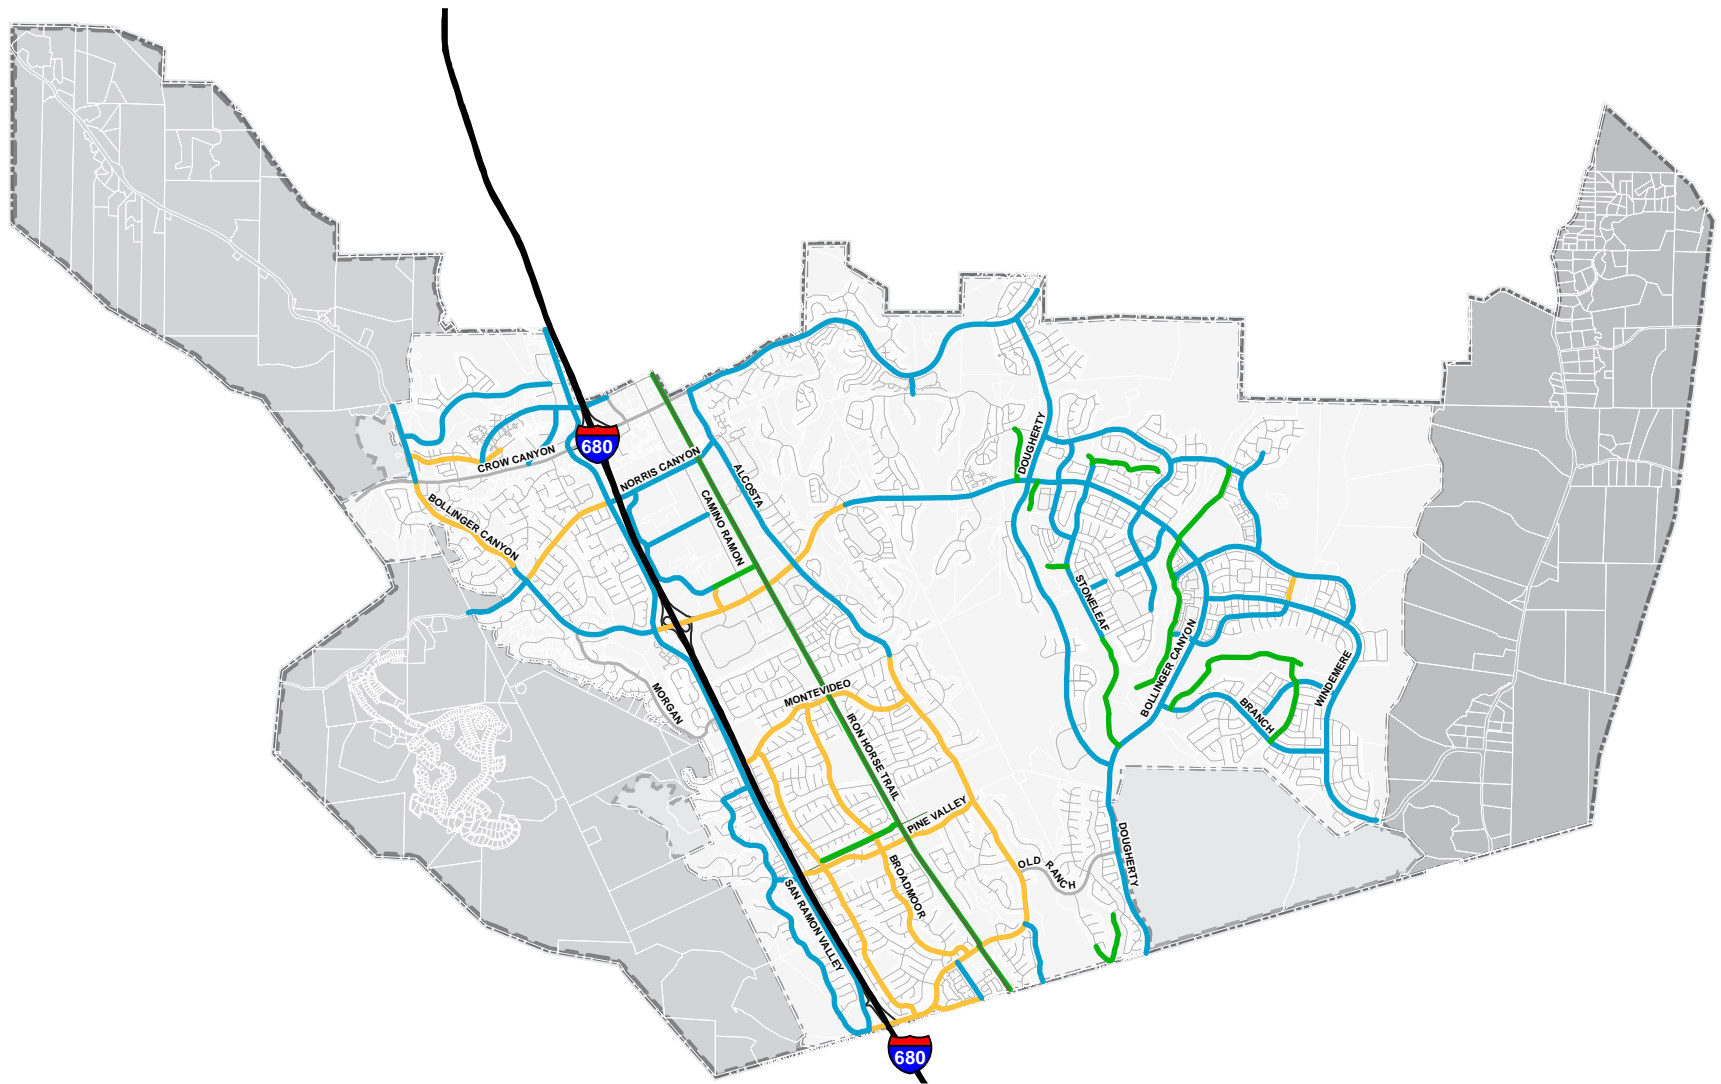 680
CROW CANYON
NORRIS CANYON
ALCOSTA
CAMINO RAMON
BOLLINGER CANYON
DOUGHERTY
STONELEAF
BOLLINGER CANYON
WINDEMERE
BRANCH
MORGAN
MONTEVIDEO
IRON HORSE TRAIL
PINE VALLEY
OLD RANCH
DOUGHERTY
BROADMOOR
SAN RAMON VALLEY
680